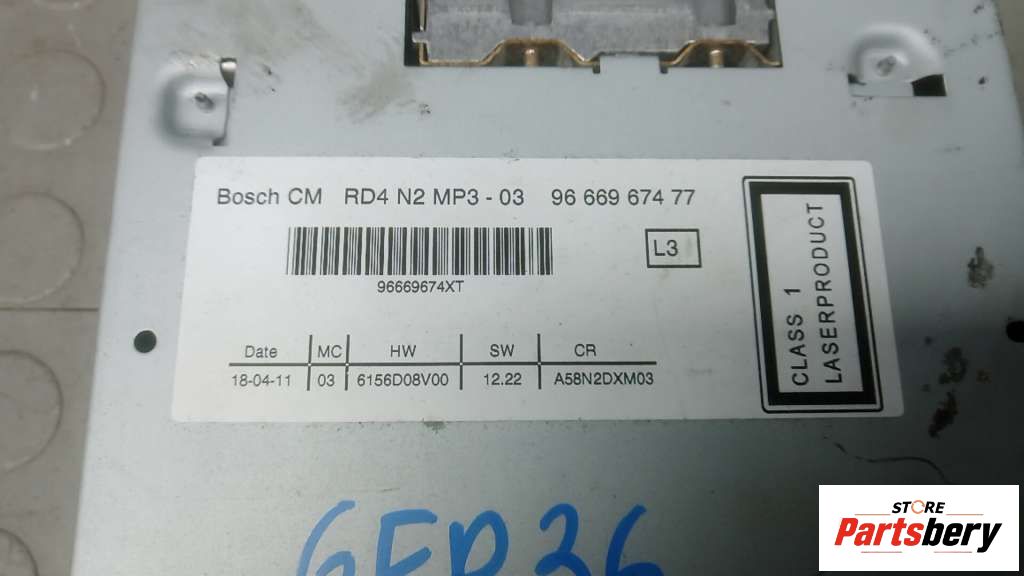 Bosch CM RD4 N2 MP3 - 03 96 669 674 77
L3
96669674XT
Date MC HW SW CR
18-04-11 03 6156D08V00 12.22 A58N2DXM03
CLASS 1
LASERPRODUCT
STORE
Partsbery